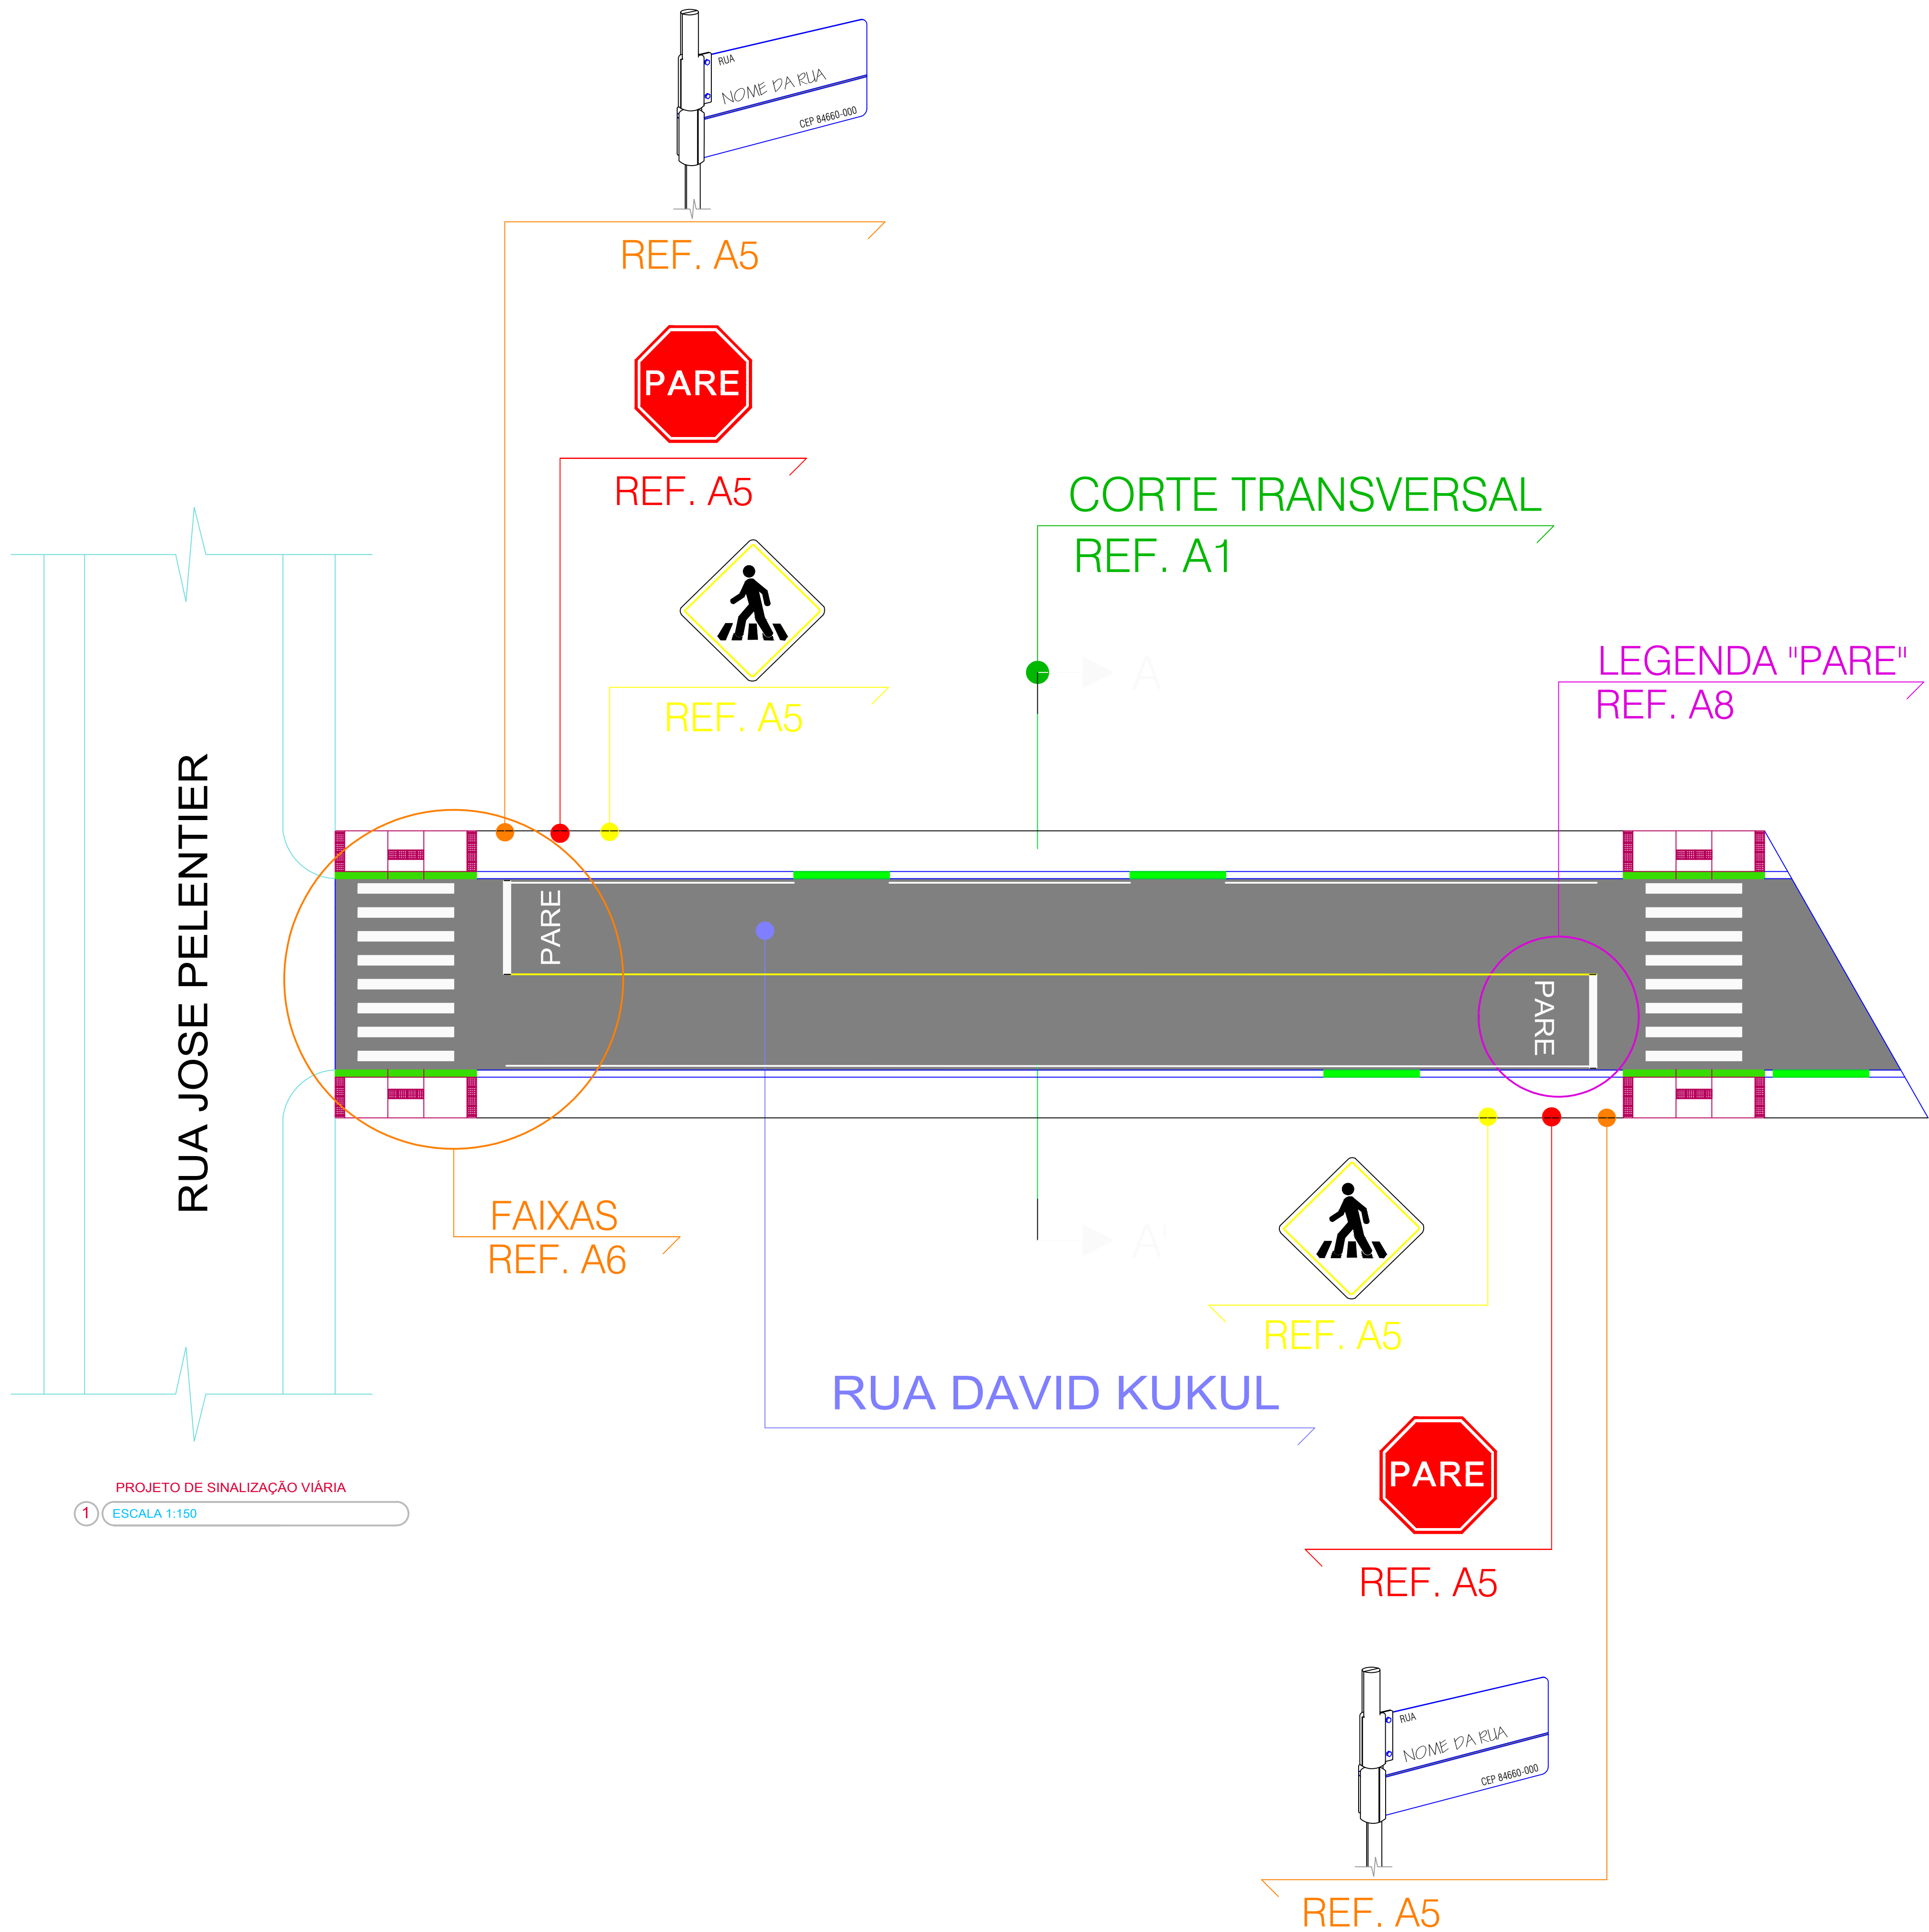 RUA
NOME DA RUA
CEP 84660-000
REF. A5
PARE
REF. A5
CORTE TRANSVERSAL
REF. A1
REF. A5
A
LEGENDA "PARE"
REF. A8
RUA JOSE PELENTIER
PARE
PARE
FAIXAS
REF. A6
A'
REF. A5
RUA DAVID KUKUL
PARE
REF. A5
PROJETO DE SINALIZAÇÃO VIÁRIA
1
ESCALA 1:150
RUA
NOME DA RUA
CEP 84660-000
REF. A5